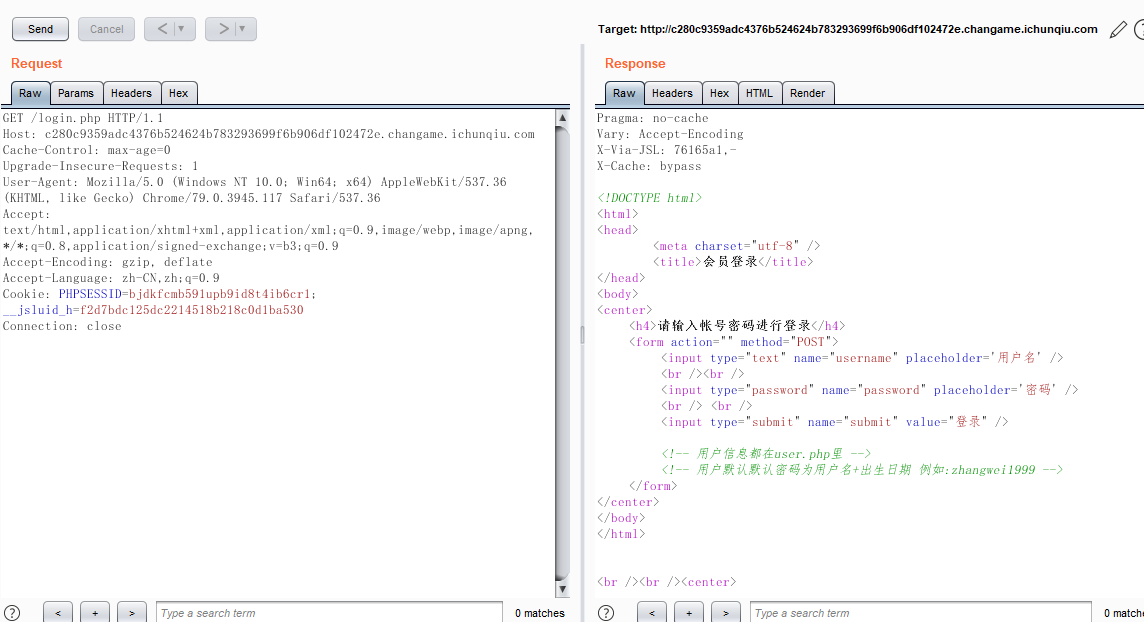 Send Cancel < > Target: http://c280c9359adc4376b524624b783293699f6b906df102472e.changame.ichunqiu.com ?
Request
Raw Params Headers Hex
GET /login.php HTTP/1.1
Host: c280c9359adc4376b524624b783293699f6b906df102472e.changame.ichunqiu.com
Cache-Control: max-age=0
Upgrade-Insecure-Requests: 1
User-Agent: Mozilla/5.0 (Windows NT 10.0; Win64; x64) AppleWebKit/537.36
(KHTML, like Gecko) Chrome/79.0.3945.117 Safari/537.36
Accept:
text/html,application/xhtml+xml,application/xml;q=0.9,image/webp,image/apng,
*/*;q=0.8,application/signed-exchange;v=b3;q=0.9
Accept-Encoding: gzip, deflate
Accept-Language: zh-CN,zh;q=0.9
Cookie: PHPSESSID=bjdkfcmb591upb9id8t4ib6cr1;
__jsluid_h=f2d7bdc125dc2214518b218c0d1ba530
Connection: close
? < + > Type a search term 0 matches
Response
Raw Headers Hex HTML Render
Pragma: no-cache
Vary: Accept-Encoding
X-Via-JSL: 76165a1,-
X-Cache: bypass
<!DOCTYPE html>
<html>
<head>
<meta charset="utf-8" />
<title>会员登录</title>
</head>
<body>
<center>
<h4>请输入帐号密码进行登录</h4>
<form action="" method="POST">
<input type="text" name="username" placeholder='用户名' />
<br /><br />
<input type="password" name="password" placeholder='密码' />
<br /> <br />
<input type="submit" name="submit" value="登录" />
<!-- 用户信息都在user.php里 -->
<!-- 用户默认默认密码为用户名+出生日期 例如:zhangwei1999 -->
</form>
</center>
</body>
</html>
<br /><br /><center>
? < + > Type a search term 0 matche